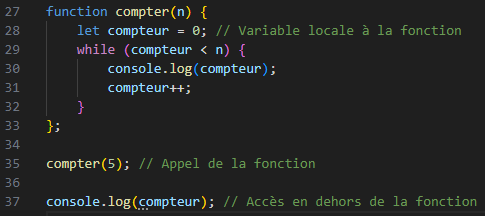 27 function compter(n) {
28     let compteur = 0; // Variable locale à la fonction
29     while (compteur < n) {
30         console.log(compteur);
31         compteur++;
32     }
33 };
34
35 compter(5); // Appel de la fonction
36
37 console.log(compteur); // Accès en dehors de la fonction